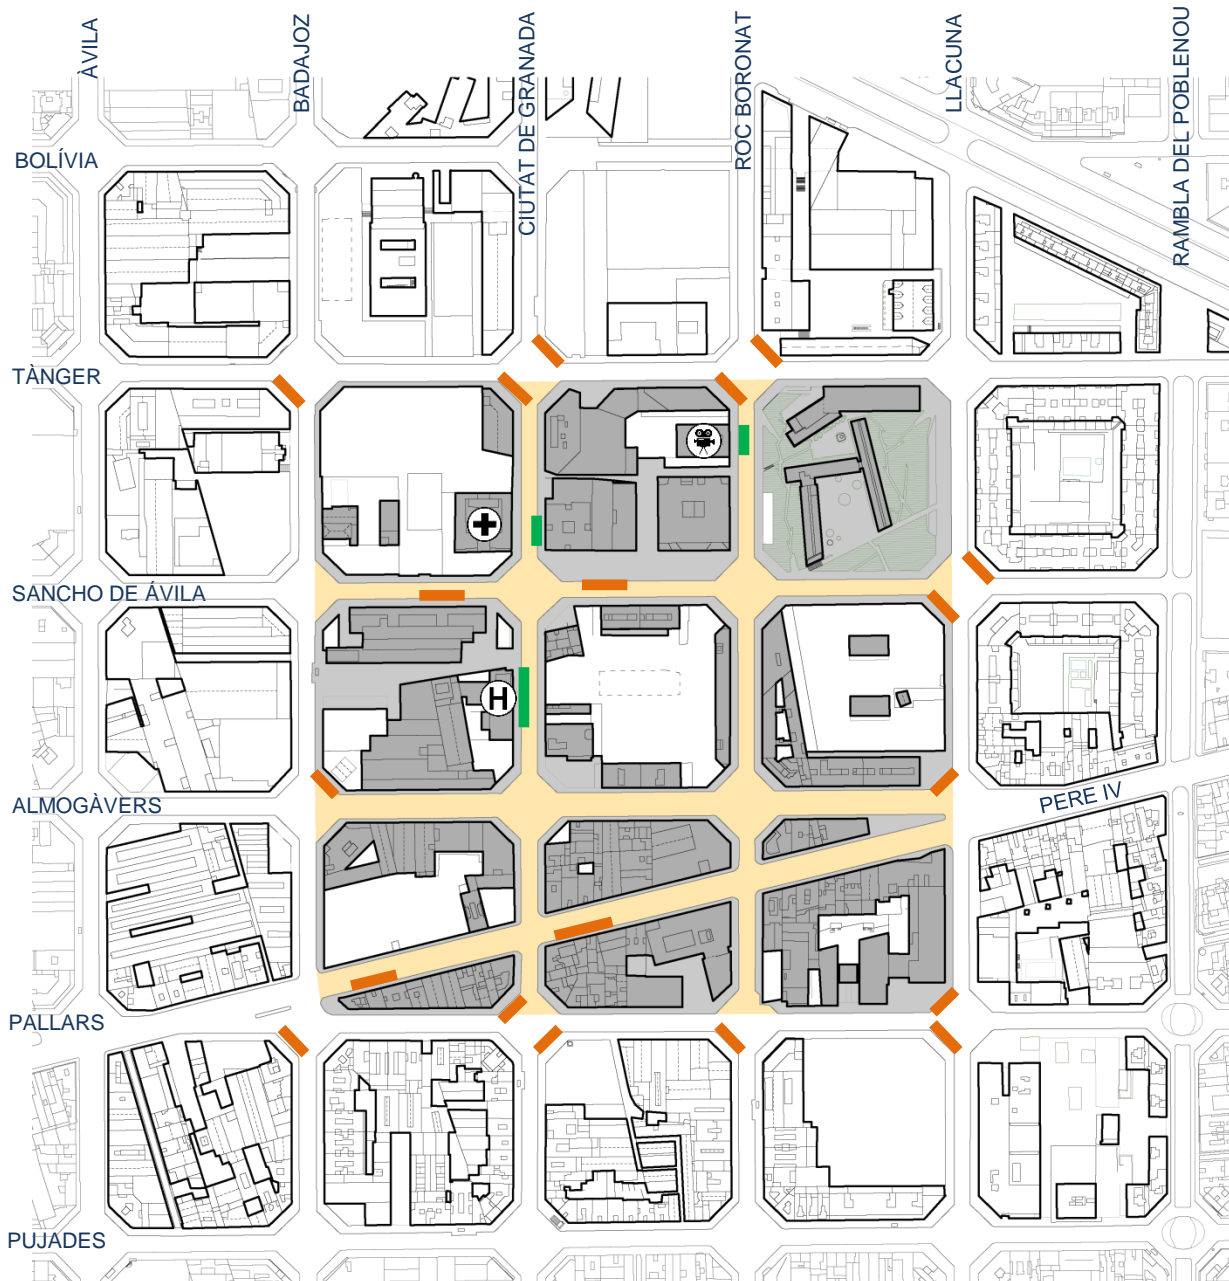 ÀVILA
BADAJOZ
CIUTAT DE GRANADA
ROC BORONAT
LLACUNA
RAMBLA DEL POBLENOU
BOLÍVIA
TÀNGER
SANCHO DE ÁVILA
H
ALMOGÀVERS
PERE IV
PALLARS
PUJADES